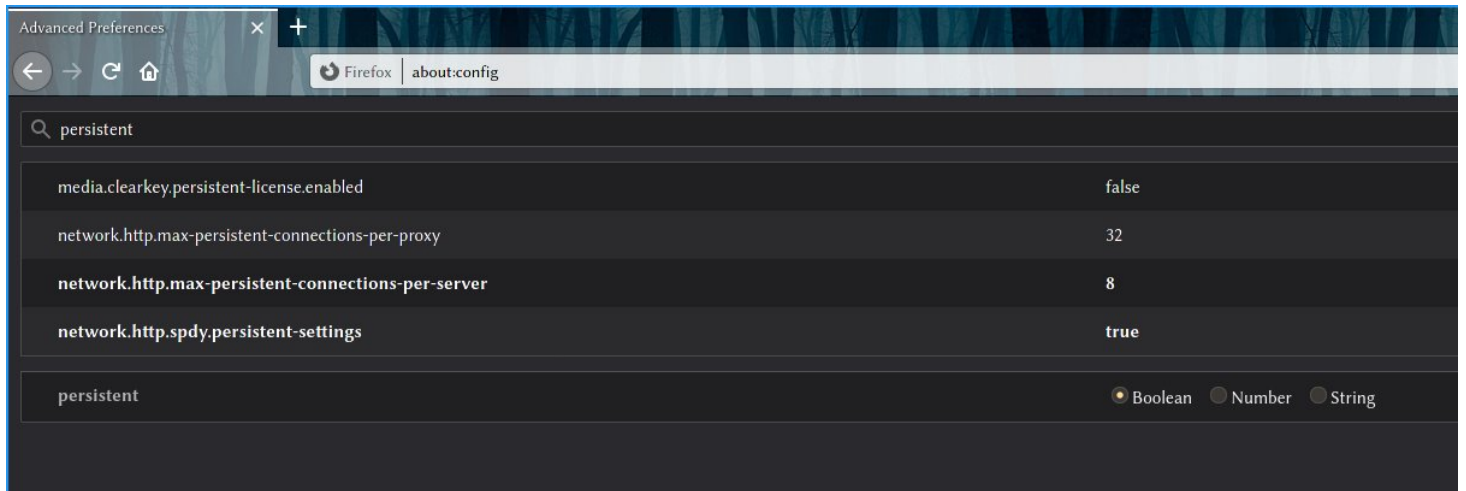 Advanced Preferences
Firefox about:config
persistent
media.clearkey.persistent-license.enabled false
network.http.max-persistent-connections-per-proxy 32
network.http.max-persistent-connections-per-server 8
network.http.spdy.persistent-settings true
persistent Boolean Number String